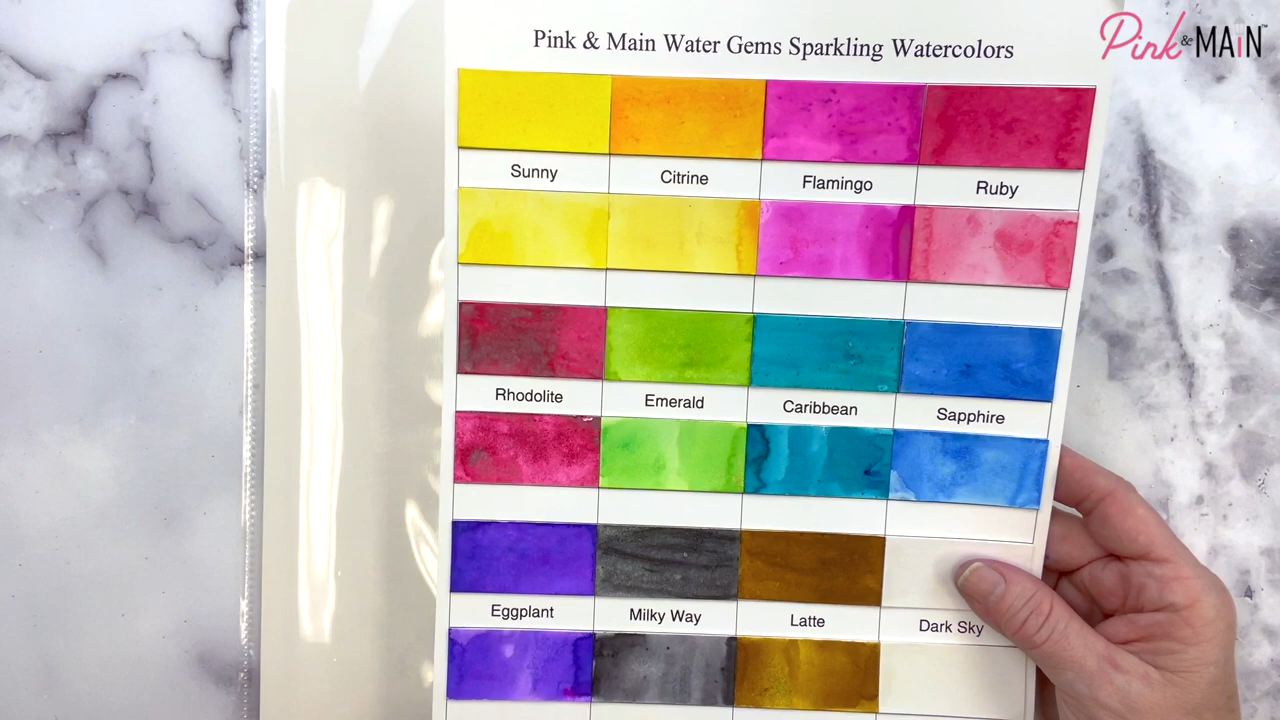 Pink & Main Water Gems Sparkling Watercolors
Pink & MAiN™
Sunny Citrine Flamingo Ruby
Rhodolite Emerald Caribbean Sapphire
Eggplant Milky Way Latte Dark Sky